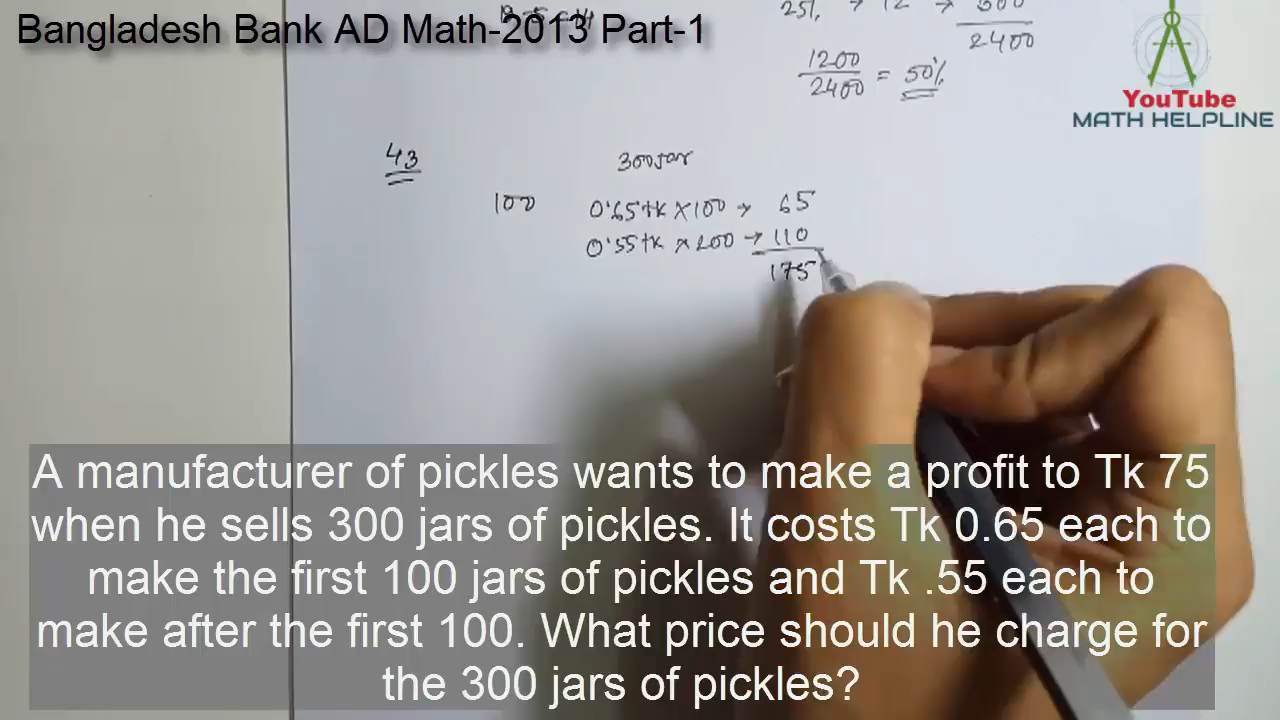 Bangladesh Bank AD Math-2013 Part-1
25% → 12 →
2400
1200
2400
= 50%
YouTube
MATH HELPLINE
43
300 Jar
100
0.65 tk × 100 → 65
0.55 tk × 200 → 110
175
A manufacturer of pickles wants to make a profit to Tk 75
when he sells 300 jars of pickles. It costs Tk 0.65 each to
make the first 100 jars of pickles and Tk .55 each to
make after the first 100. What price should he charge for
the 300 jars of pickles?